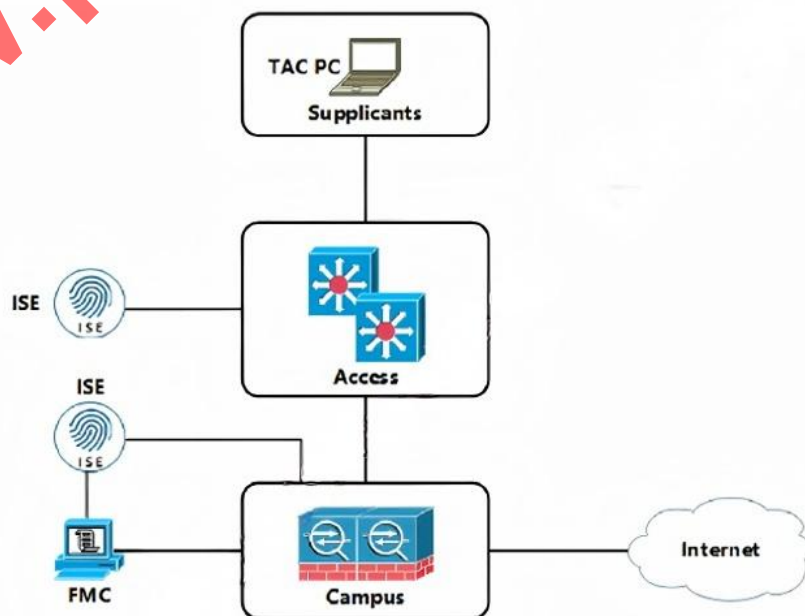 TAC PC
Supplicants
ISE
ISE
Access
ISE
ISE
FMC
Campus
Internet